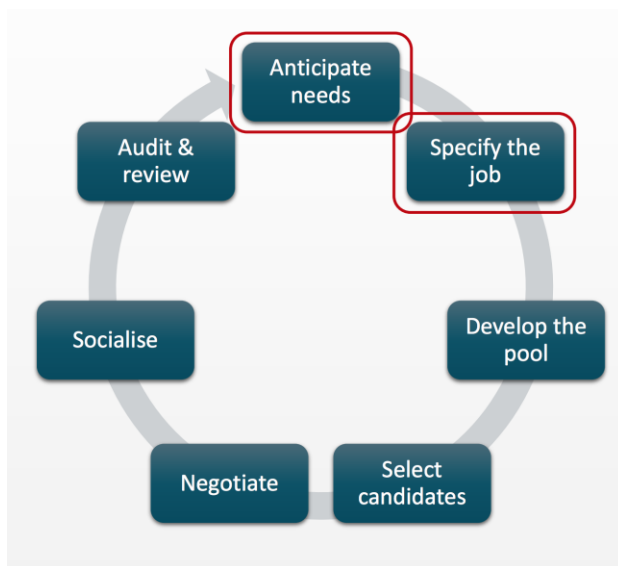 Anticipate
needs
Specify the
job
Develop the
pool
Select
candidates
Negotiate
Socialise
Audit &
review